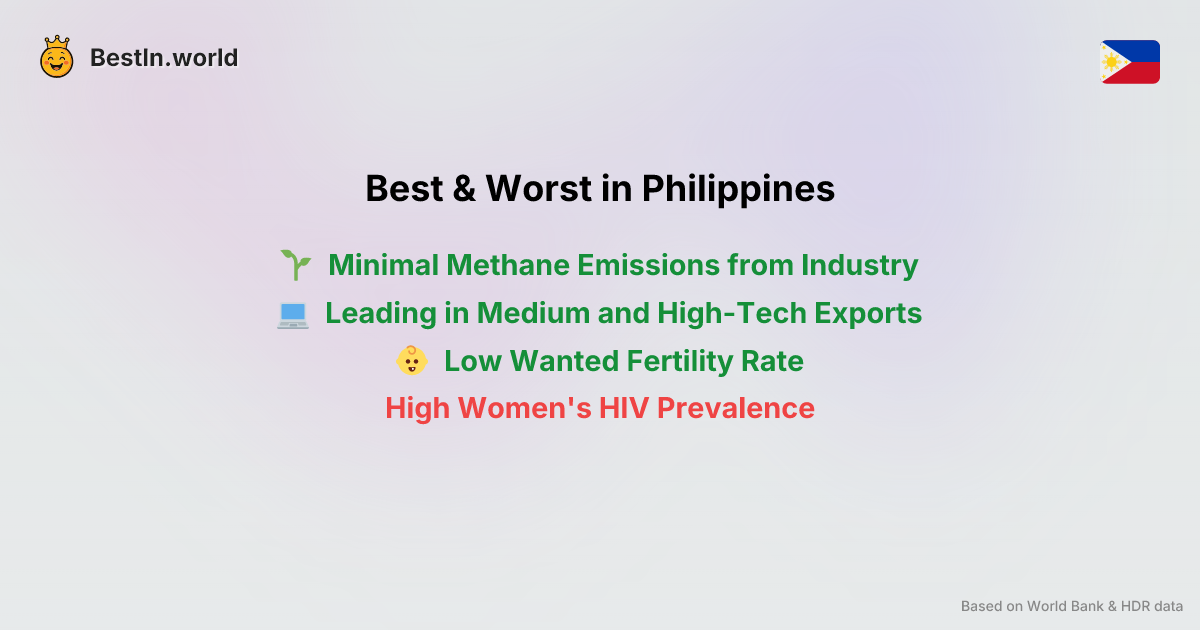 BestIn.world
Best & Worst in Philippines
Minimal Methane Emissions from Industry
Leading in Medium and High-Tech Exports
Low Wanted Fertility Rate
High Women's HIV Prevalence
Based on World Bank & HDR data